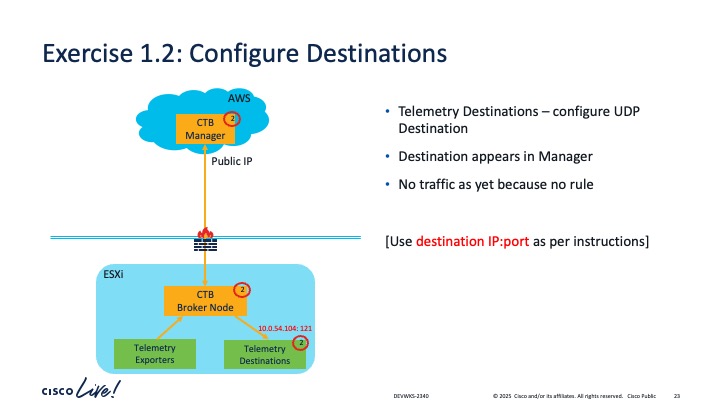 Exercise 1.2: Configure Destinations
AWS
CTB
Manager
2
Public IP
ESXi
CTB
Broker Node
2
10.0.54.104: 121
Telemetry
Exporters
Telemetry
Destinations
2
• Telemetry Destinations – configure UDP
Destination
• Destination appears in Manager
• No traffic as yet because no rule
[Use destination IP:port as per instructions]
CISCO Live!
DEVWKS-2340
© 2025 Cisco and/or its affiliates. All rights reserved. Cisco Public
23